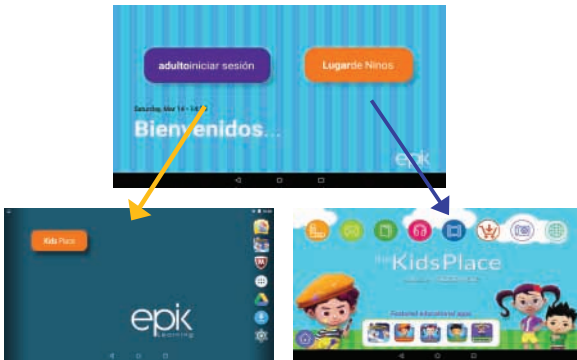 adultoiniciar sesión
Lugarde Ninos
Bienvenidos...
epik
Kids Place
epik
Learning
the
KidsPlace
Featured educational apps